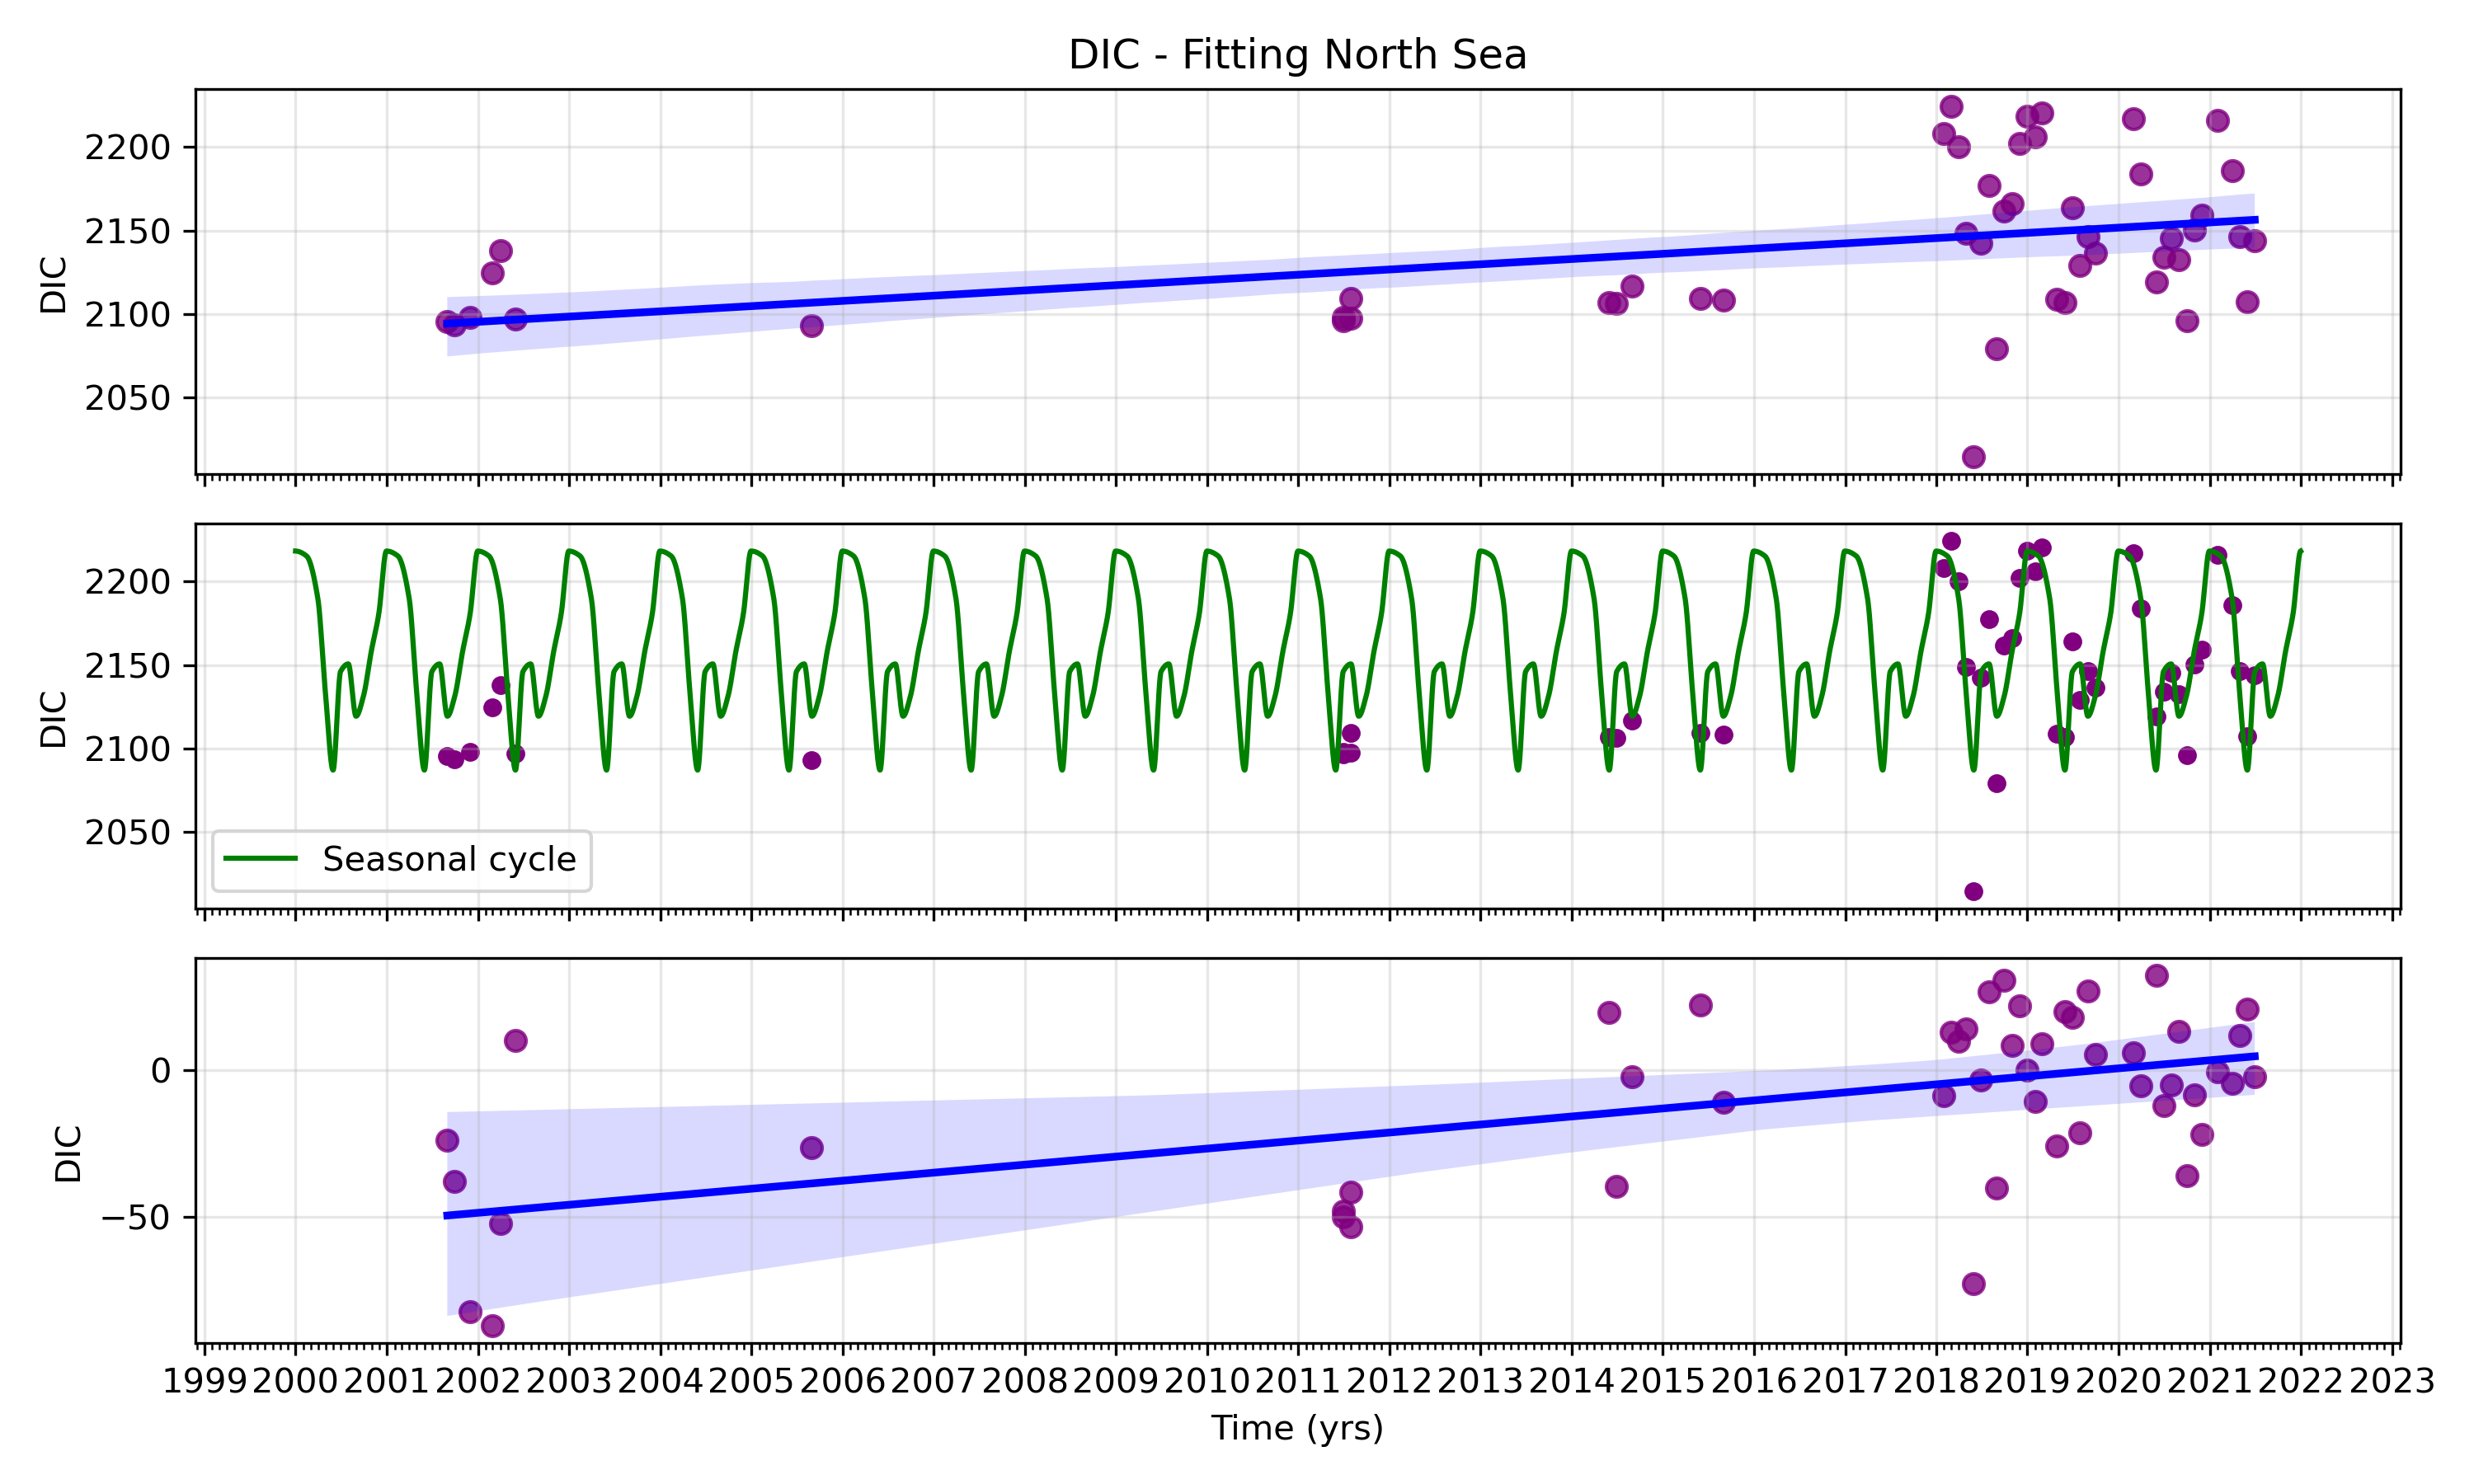 DIC - Fitting North Sea
DIC
2200
2150
2100
2050
DIC
2200
2150
2100
2050
Seasonal cycle
DIC
0
−50
1999 2000 2001 2002 2003 2004 2005 2006 2007 2008 2009 2010 2011 2012 2013 2014 2015 2016 2017 2018 2019 2020 2021 2022 2023
Time (yrs)